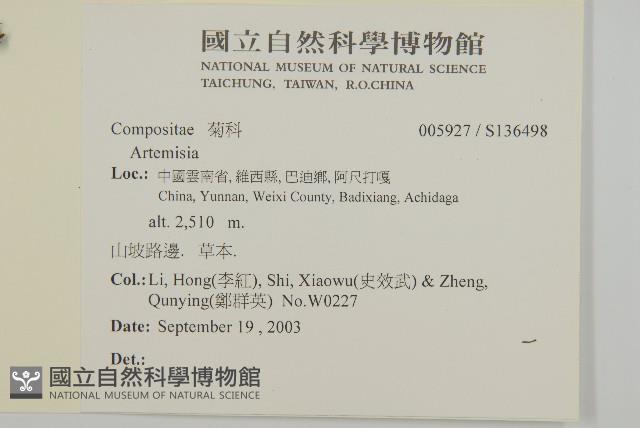 國立自然科學博物館
NATIONAL MUSEUM OF NATURAL SCIENCE
TAICHUNG, TAIWAN, R.O.CHINA
Compositae 菊科 005927 / S136498
Artemisia
Loc.: 中國雲南省, 維西縣, 巴迪鄉, 阿尺打嘎
China, Yunnan, Weixi County, Badixiang, Achidaga
alt. 2,510 m.
山坡路邊. 草本.
Col.: Li, Hong(李紅), Shi, Xiaowu(史效武) & Zheng,
Qunying(鄭群英) No.W0227
Date: September 19 , 2003
Det.:
國立自然科學博物館
NATIONAL MUSEUM OF NATURAL SCIENCE